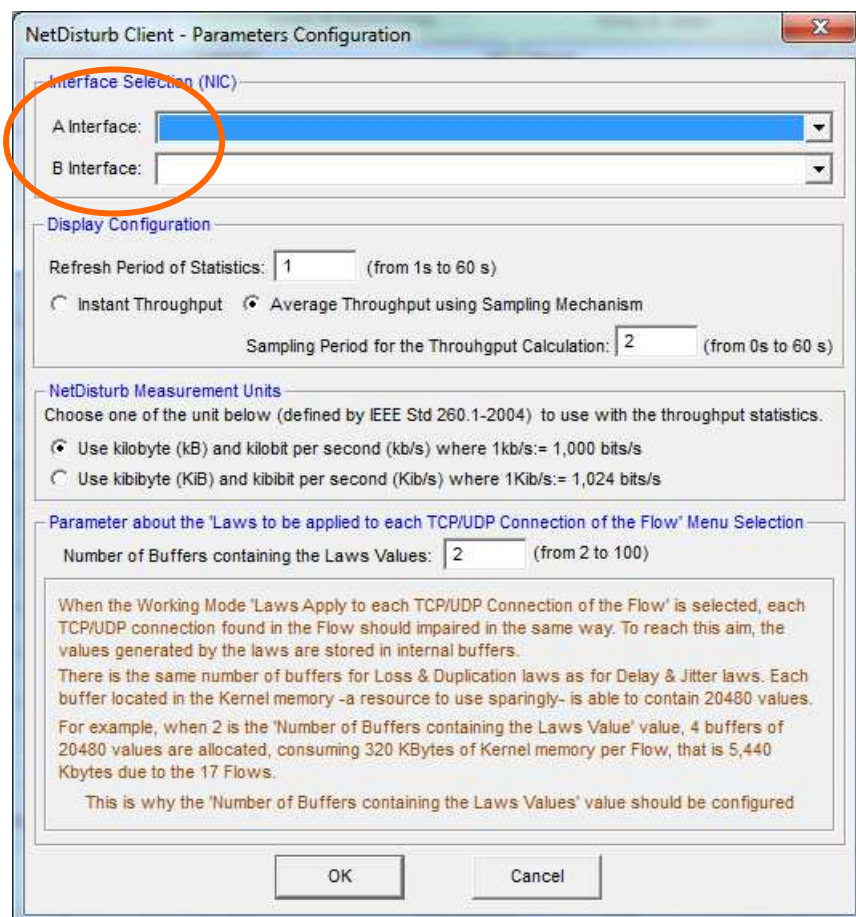 NetDisturb Client - Parameters Configuration
Interface Selection (NIC)
A Interface:
B Interface:
Display Configuration
Refresh Period of Statistics: 1 (from 1s to 60 s)
Instant Throughput Average Throughput using Sampling Mechanism
Sampling Period for the Throuhgput Calculation: 2 (from 0s to 60 s)
NetDisturb Measurement Units
Choose one of the unit below (defined by IEEE Std 260.1-2004) to use with the throughput statistics.
Use kilobyte (kB) and kilobit per second (kb/s) where 1kb/s:= 1,000 bits/s
Use kibibyte (KiB) and kibibit per second (Kib/s) where 1Kib/s:= 1,024 bits/s
Parameter about the 'Laws to be applied to each TCP/UDP Connection of the Flow' Menu Selection
Number of Buffers containing the Laws Values: 2 (from 2 to 100)
When the Working Mode 'Laws Apply to each TCP/UDP Connection of the Flow' is selected, each
TCP/UDP connection found in the Flow should impaired in the same way. To reach this aim, the
values generated by the laws are stored in internal buffers.
There is the same number of buffers for Loss & Duplication laws as for Delay & Jitter laws. Each
buffer located in the Kernel memory -a resource to use sparingly- is able to contain 20480 values.
For example, when 2 is the 'Number of Buffers containing the Laws Value' value, 4 buffers of
20480 values are allocated, consuming 320 KBytes of Kernel memory per Flow, that is 5,440
Kbytes due to the 17 Flows.
This is why the 'Number of Buffers containing the Laws Values' value should be configured
OK Cancel